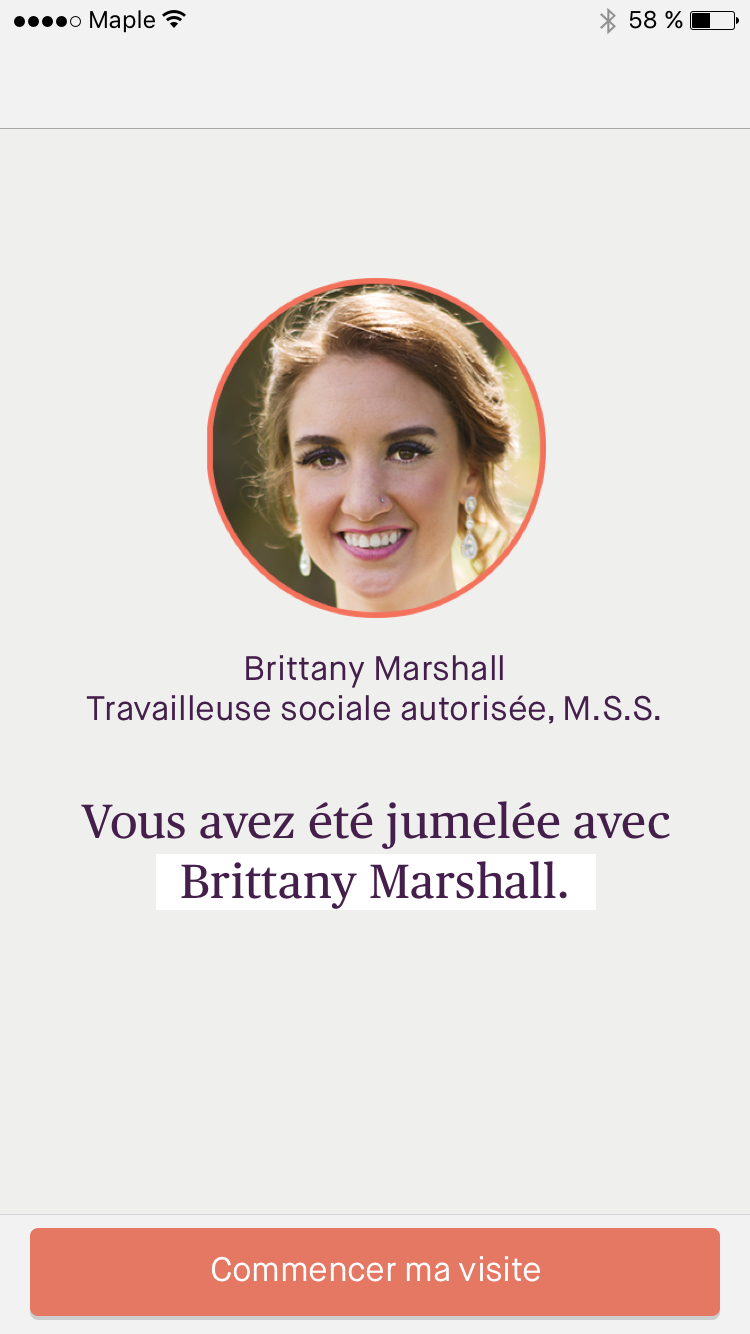 Maple 58 %
Brittany Marshall
Travailleuse sociale autorisée, M.S.S.
Vous avez été jumelée avec
Brittany Marshall.
Commencer ma visite